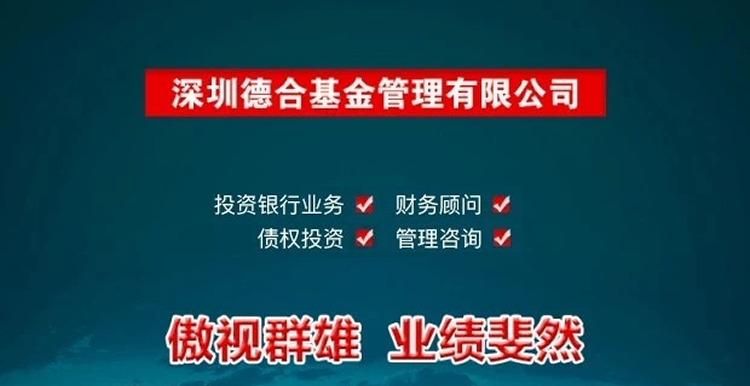 深圳德合基金管理有限公司
投资银行业务 财务顾问
债权投资 管理咨询
傲视群雄 业绩斐然